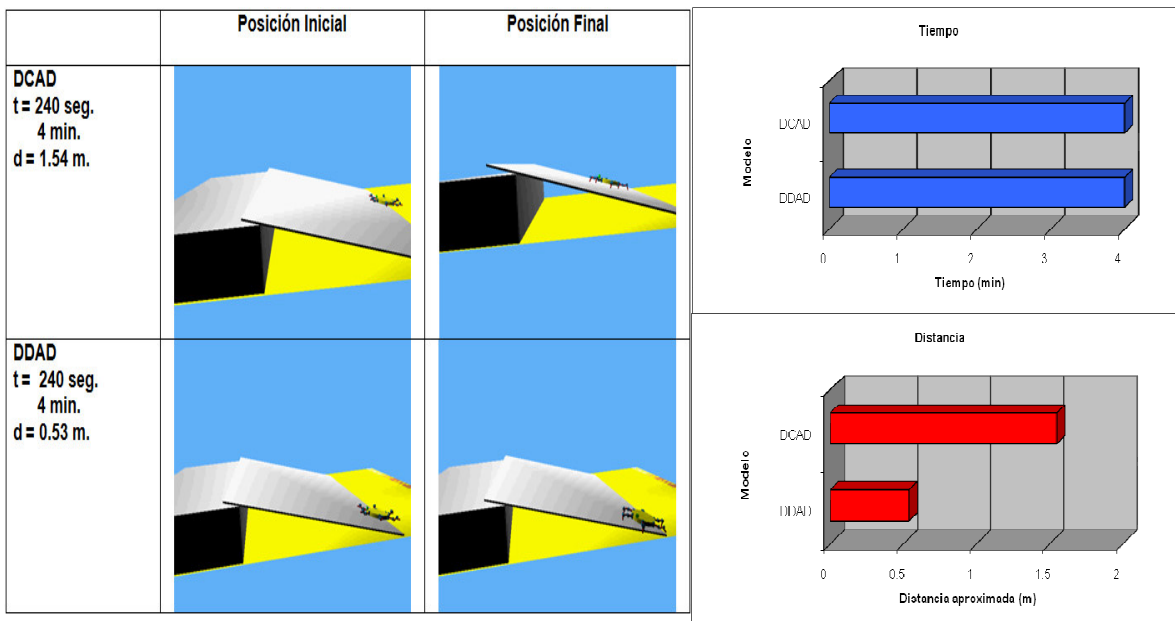 Posición Inicial
Posición Final
DCAD
t = 240 seg.
4 min.
d = 1.54 m.
DDAD
t = 240 seg.
4 min.
d = 0.53 m.
Tiempo
Modelo
DCAD
DDAD
0 1 2 3 4
Tiempo (min)
Distancia
Modelo
DCAD
DDAD
0 0.5 1 1.5 2
Distancia aproximada (m)